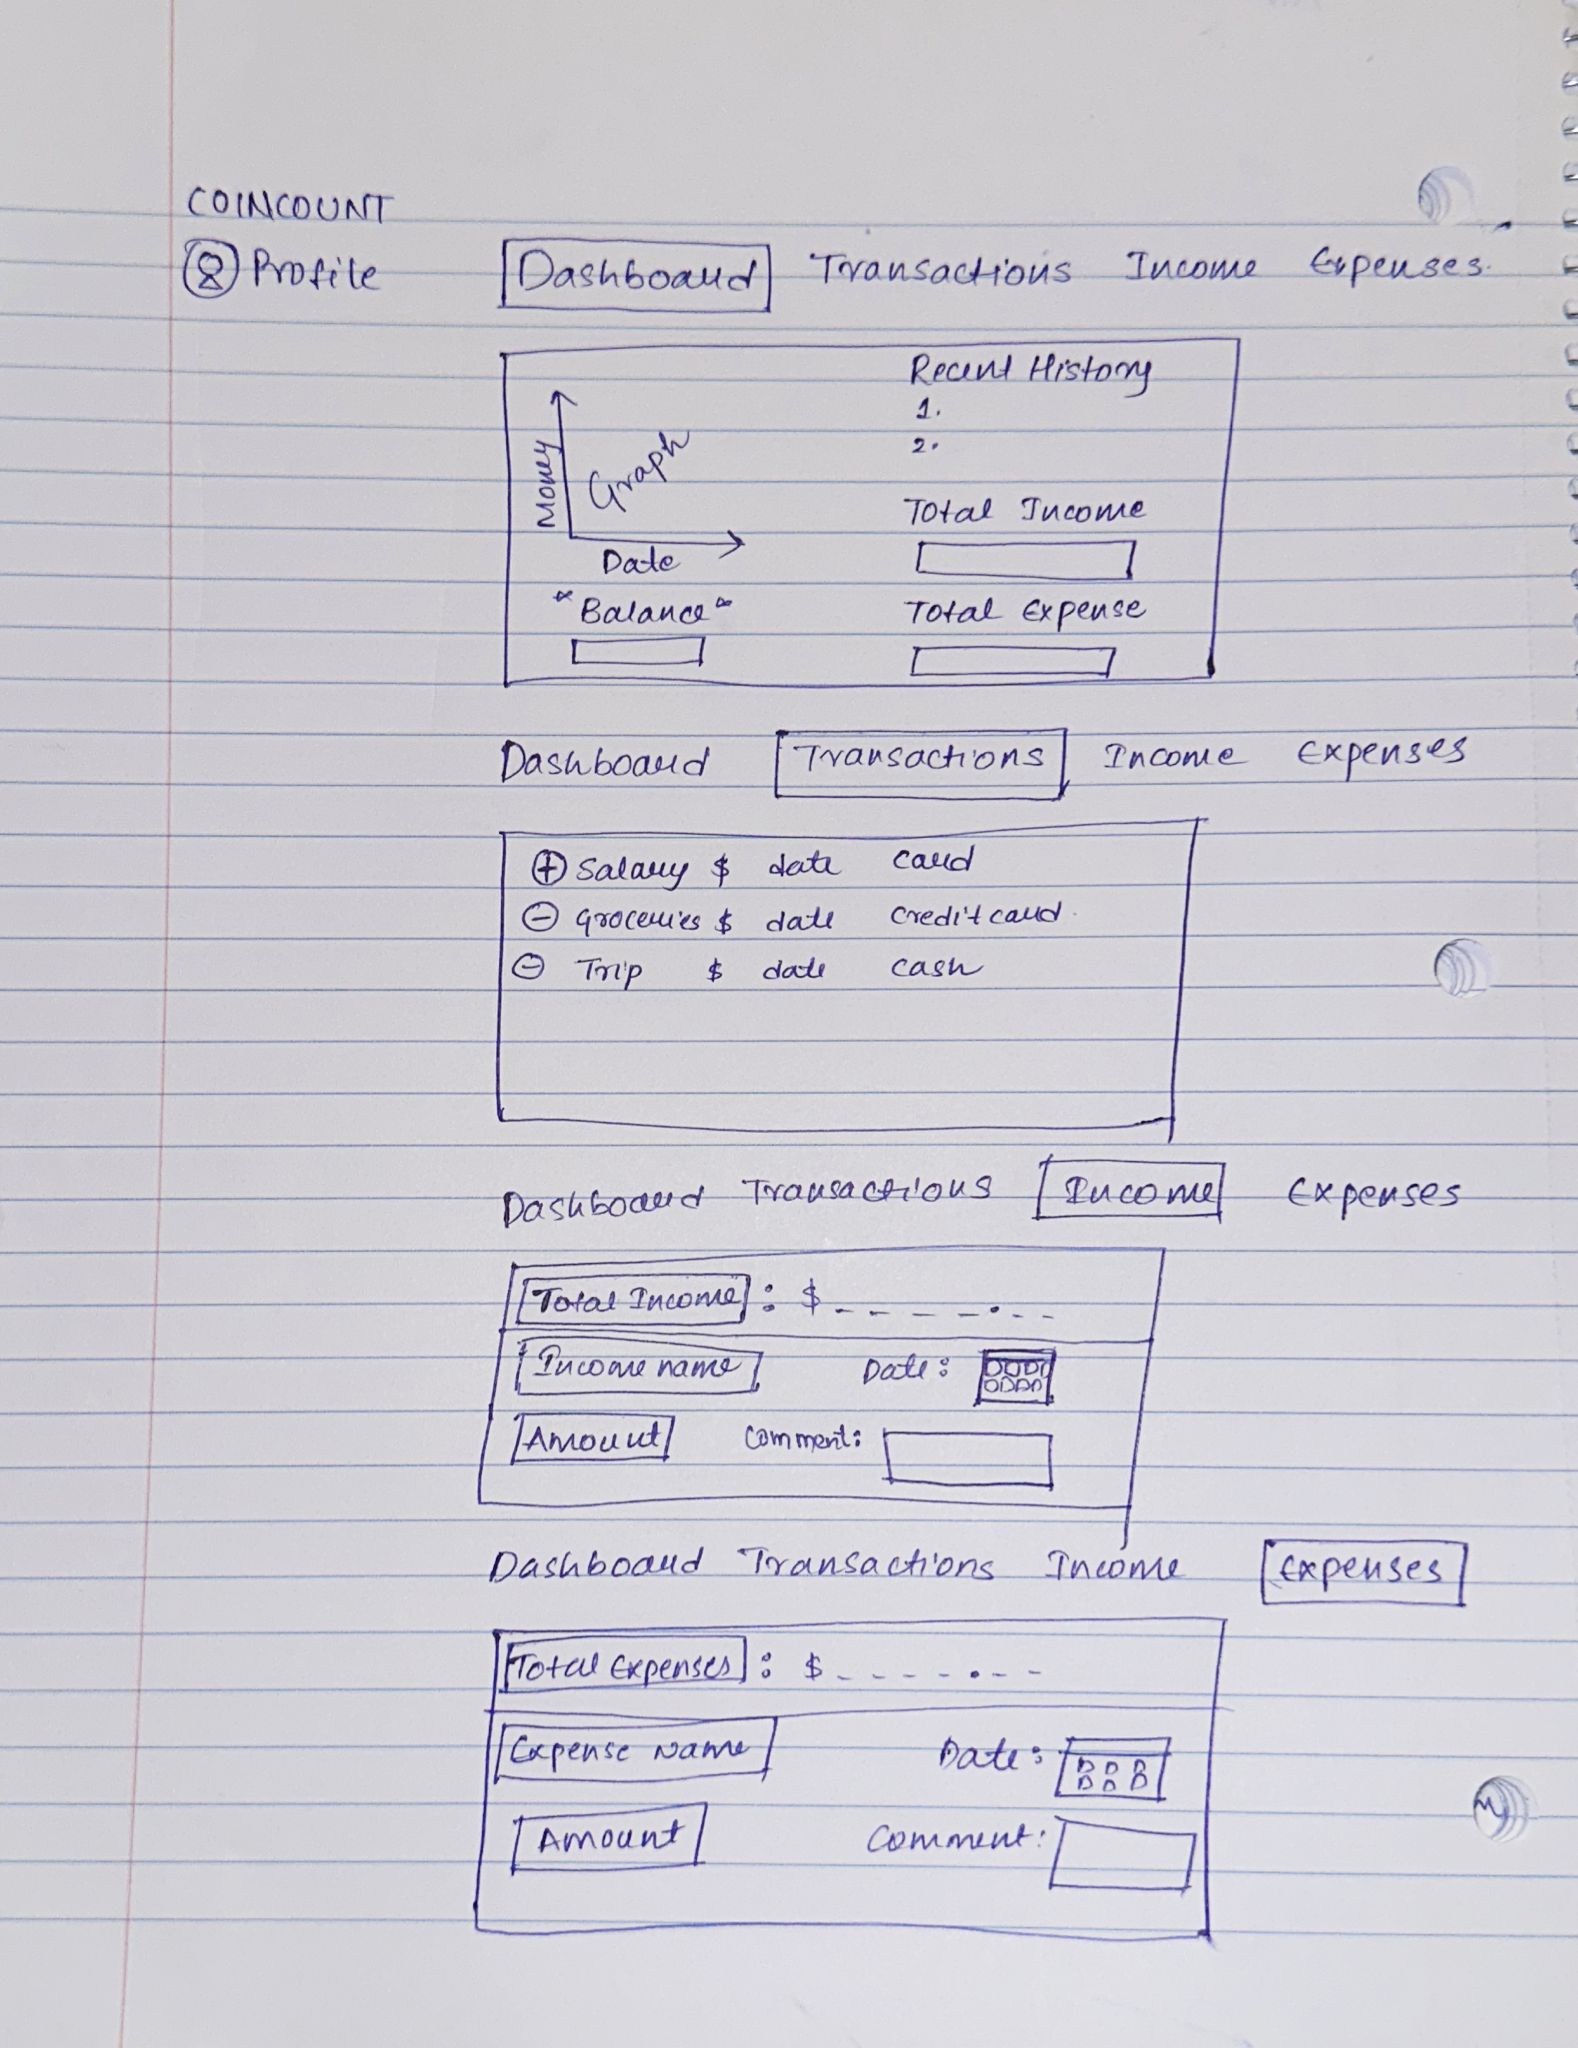 COINCOUNT
Profile Dashboard Transactions Income Expenses.
Recent History
1.
2.
Money
Graph
Date
Total Income
"Balance"
Total Expense
Dashboard Transactions Income Expenses
+ Salary $ date card
- Groceries $ date credit card.
- Trip $ date cash
Dashboard Transactions Income Expenses
Total Income : $ _ _ _ _ . _ _
Income name Date:
Amount Comment:
Dashboard Transactions Income Expenses
Total Expenses : $ _ _ _ _ . _ _
Expense Name Date:
Amount Comment: